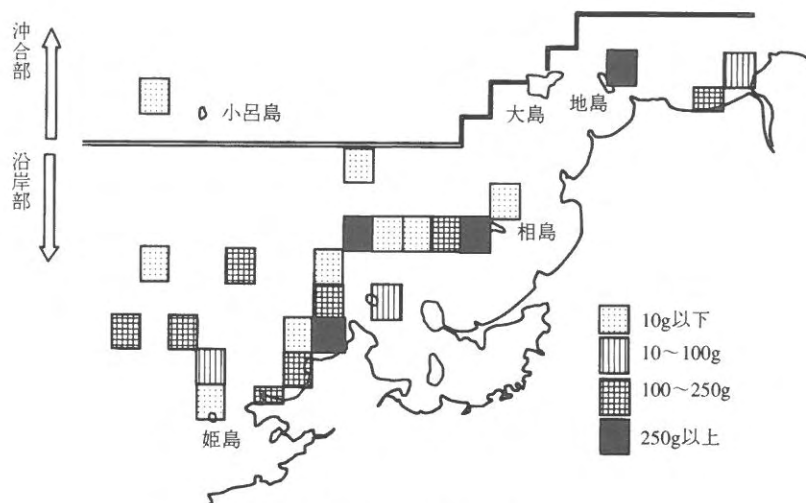 沖合部
沿岸部
小呂島
大島
地島
相島
姫島
10g以下
10～100g
100～250g
250g以上